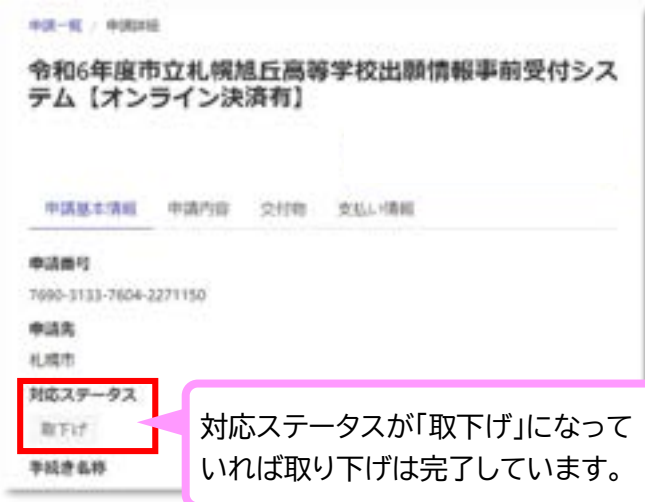 申請一覧 / 申請詳細
令和6年度市立札幌旭丘高等学校出願情報事前受付シス
テム【オンライン決済有】
申請基本情報 申請内容 交付物 支払い情報
申請番号
7690-3133-7604-2271150
申請先
札幌市
対応ステータス
取下げ
手続き名称
対応ステータスが「取下げ」になって
いれば取り下げは完了しています。